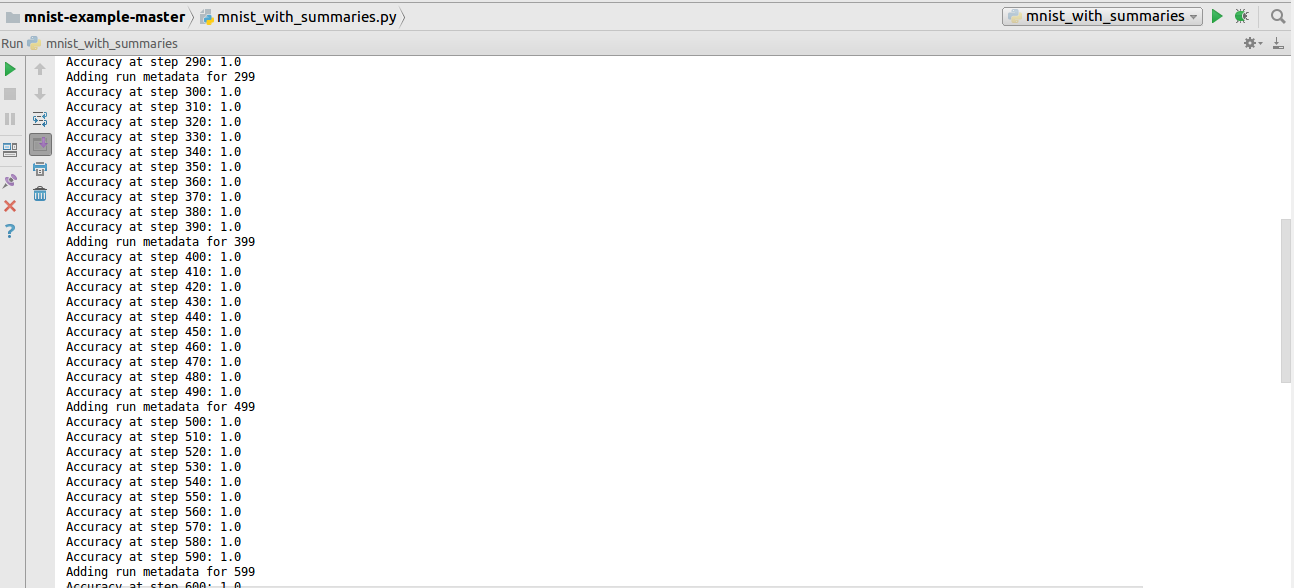 mnist-example-master mnist_with_summaries.py mnist_with_summaries
Run mnist_with_summaries
Accuracy at step 290: 1.0
Adding run metadata for 299
Accuracy at step 300: 1.0
Accuracy at step 310: 1.0
Accuracy at step 320: 1.0
Accuracy at step 330: 1.0
Accuracy at step 340: 1.0
Accuracy at step 350: 1.0
Accuracy at step 360: 1.0
Accuracy at step 370: 1.0
Accuracy at step 380: 1.0
Accuracy at step 390: 1.0
Adding run metadata for 399
Accuracy at step 400: 1.0
Accuracy at step 410: 1.0
Accuracy at step 420: 1.0
Accuracy at step 430: 1.0
Accuracy at step 440: 1.0
Accuracy at step 450: 1.0
Accuracy at step 460: 1.0
Accuracy at step 470: 1.0
Accuracy at step 480: 1.0
Accuracy at step 490: 1.0
Adding run metadata for 499
Accuracy at step 500: 1.0
Accuracy at step 510: 1.0
Accuracy at step 520: 1.0
Accuracy at step 530: 1.0
Accuracy at step 540: 1.0
Accuracy at step 550: 1.0
Accuracy at step 560: 1.0
Accuracy at step 570: 1.0
Accuracy at step 580: 1.0
Accuracy at step 590: 1.0
Adding run metadata for 599
Accuracy at step 600: 1.0